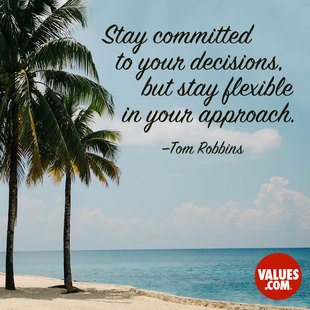 Stay committed
to your decisions,
but stay flexible
in your approach.
–Tom Robbins
VALUES
.COM®